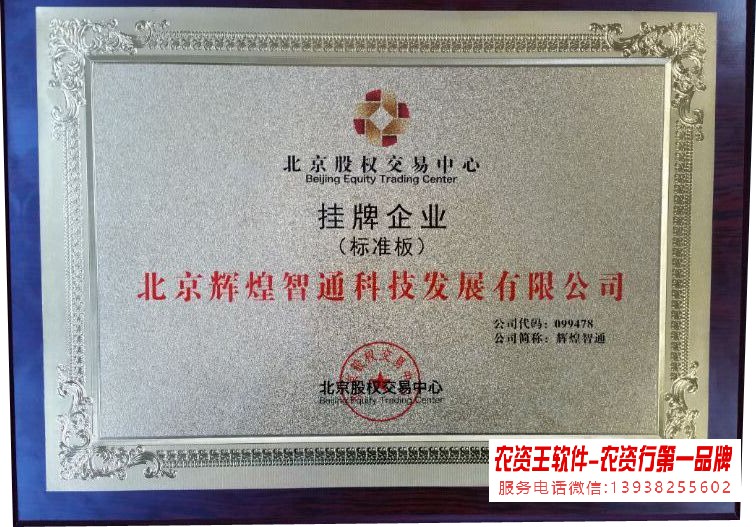 北京股权交易中心
Beijing Equity Trading Center
挂牌企业
（标准板）
北京辉煌智通科技发展有限公司
公司代码：099478
公司简称：辉煌智通
北京股权交易中心
Beijing Equity Trading Center
农资王软件-农资行第一品牌
服务电话微信:13938255602